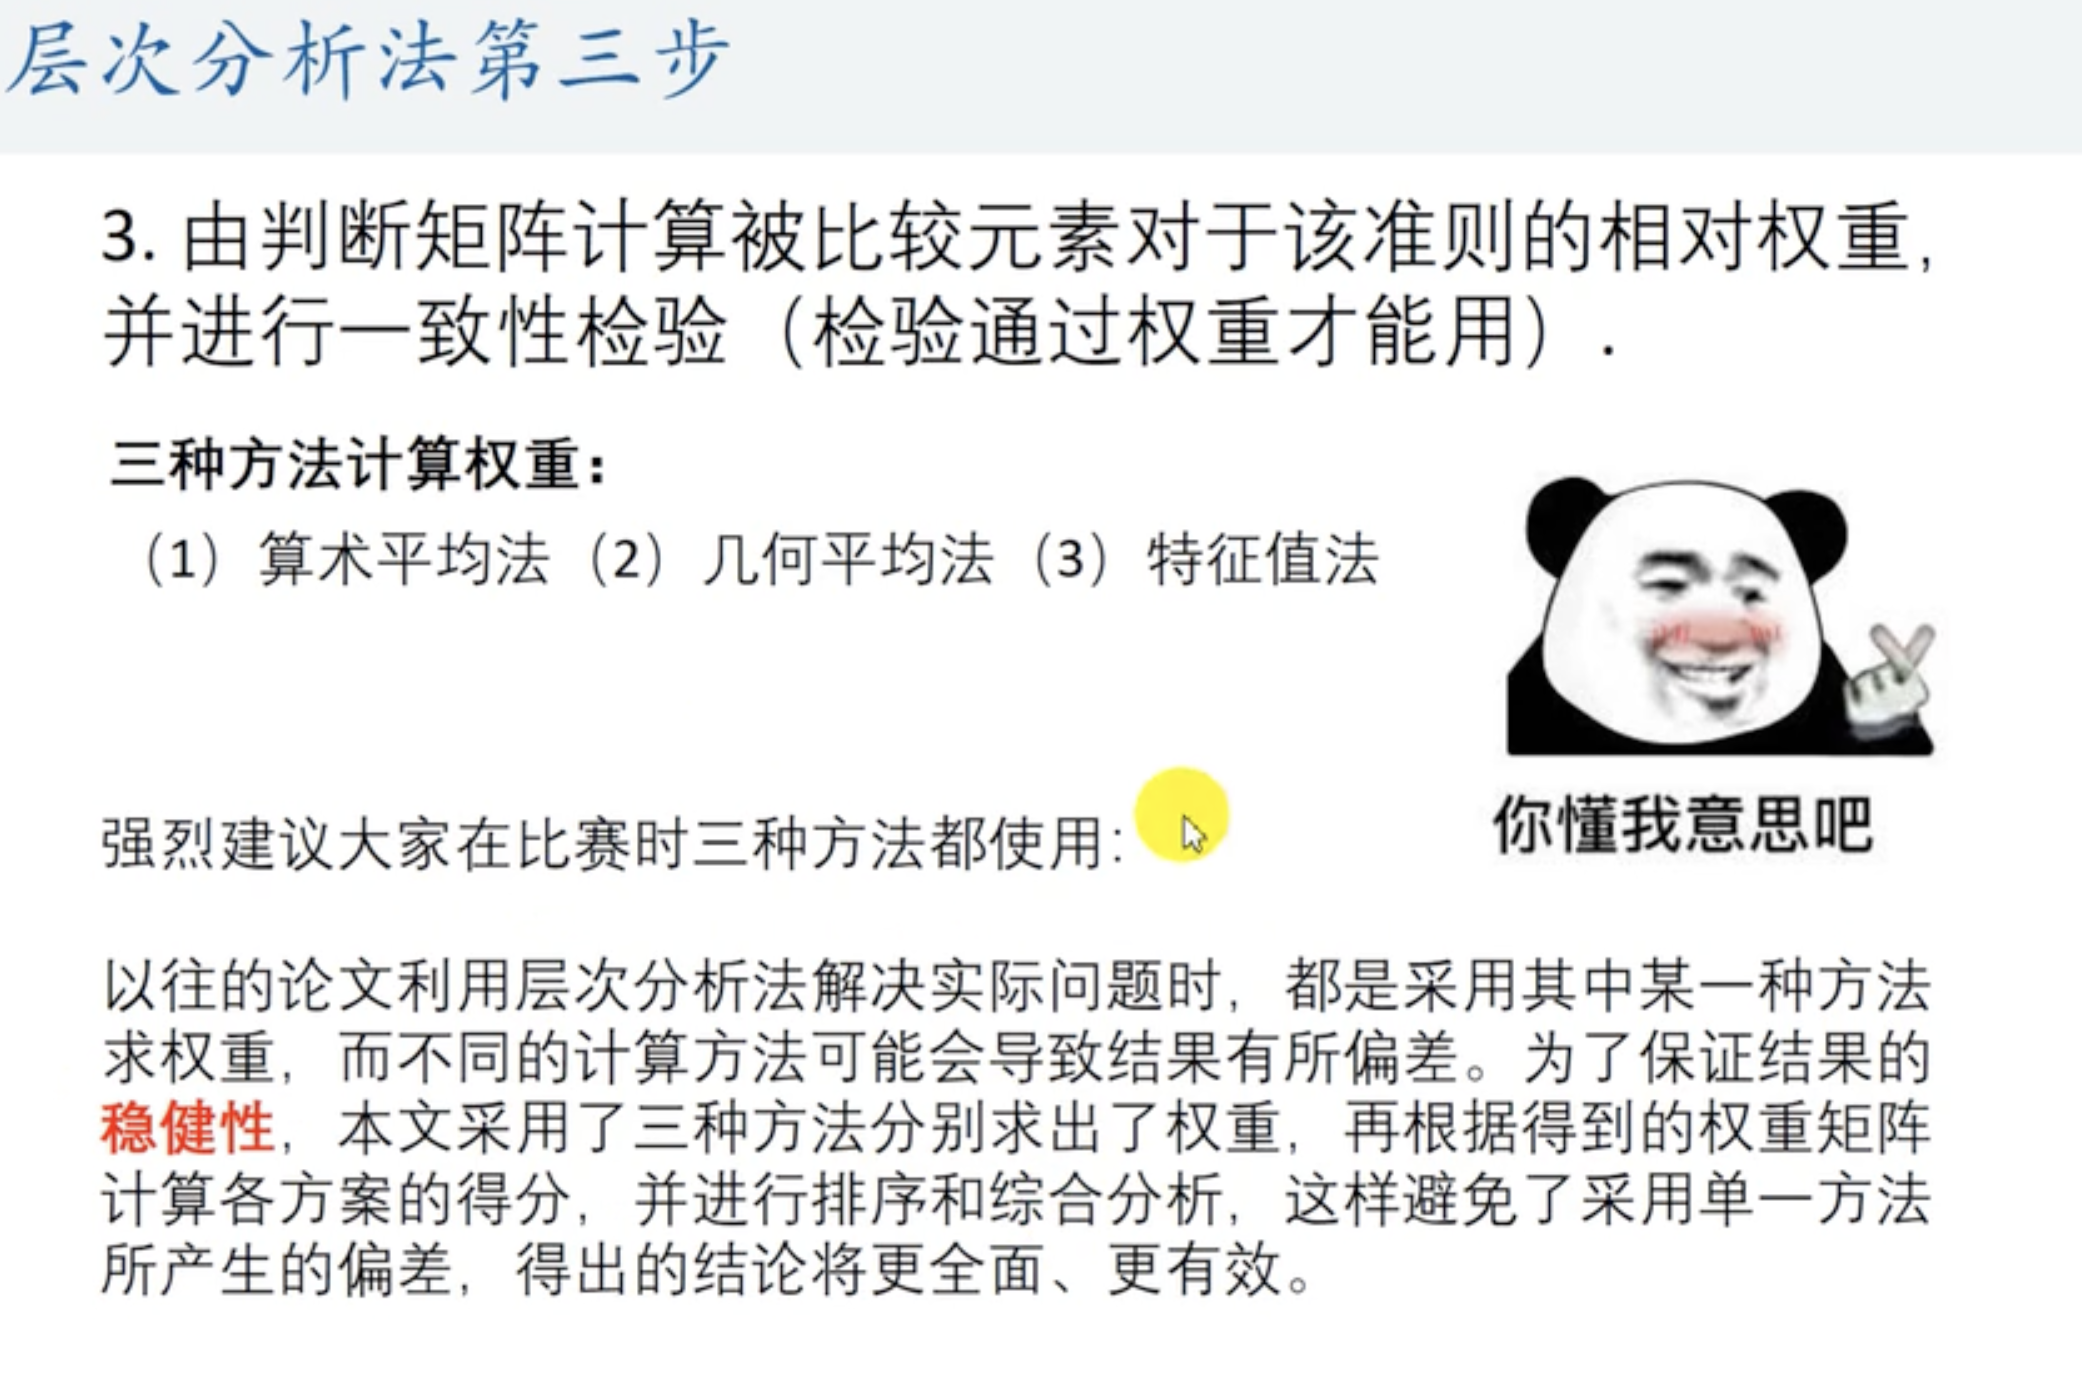 层次分析法第三步
3. 由判断矩阵计算被比较元素对于该准则的相对权重,
并进行一致性检验（检验通过权重才能用）.
三种方法计算权重：
（1）算术平均法（2）几何平均法（3）特征值法
强烈建议大家在比赛时三种方法都使用：
你懂我意思吧
以往的论文利用层次分析法解决实际问题时，都是采用其中某一种方法
求权重，而不同的计算方法可能会导致结果有所偏差。为了保证结果的
稳健性，本文采用了三种方法分别求出了权重，再根据得到的权重矩阵
计算各方案的得分，并进行排序和综合分析，这样避免了采用单一方法
所产生的偏差，得出的结论将更全面、更有效。